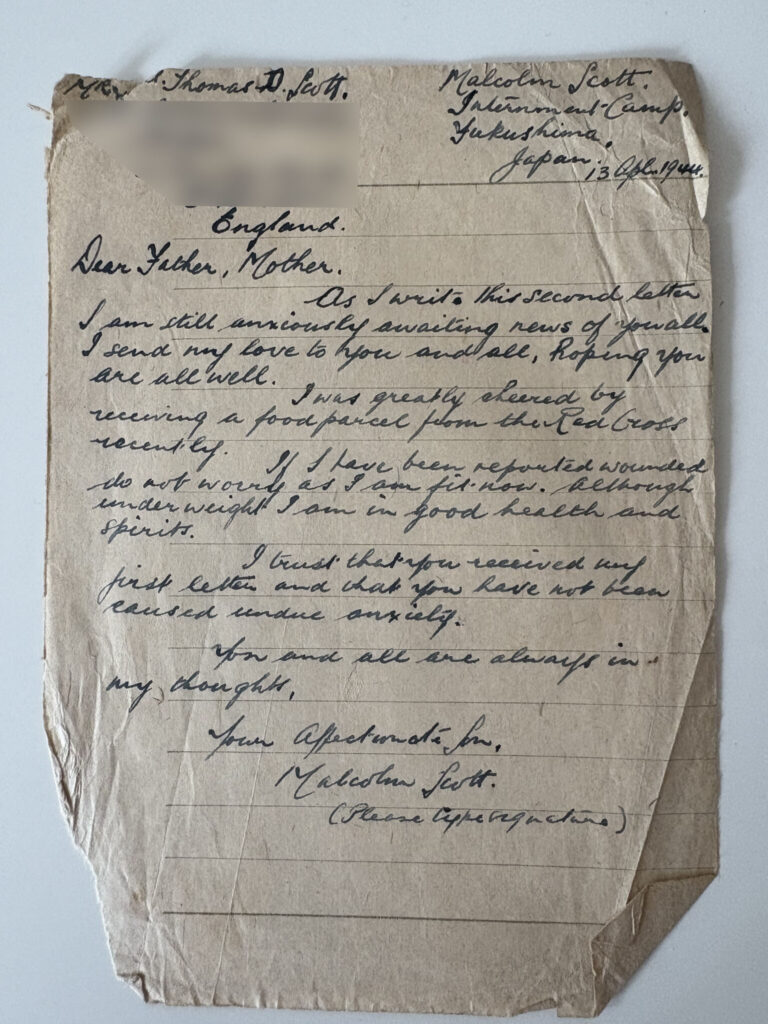 Thomas D. Scott.
Malcolm Scott.
Internment-Camp.
Fukushima,
Japan.
13 Apl. 1944.
England.
Dear Father, Mother.
As I write this second letter
I am still anxiously awaiting news of you all.
I send my love to you and all, hoping you
are all well.
I was greatly cheered by
receiving a food parcel from the Red Cross
recently.
If I have been reported wounded
do not worry as I am fit now. Although
underweight I am in good health and
spirits.
I trust that you received my
first letter and that you have not been
caused undue anxiety.
You and all are always in
my thoughts,
Your Affectionate Son,
Malcolm Scott.
(Please type signature)